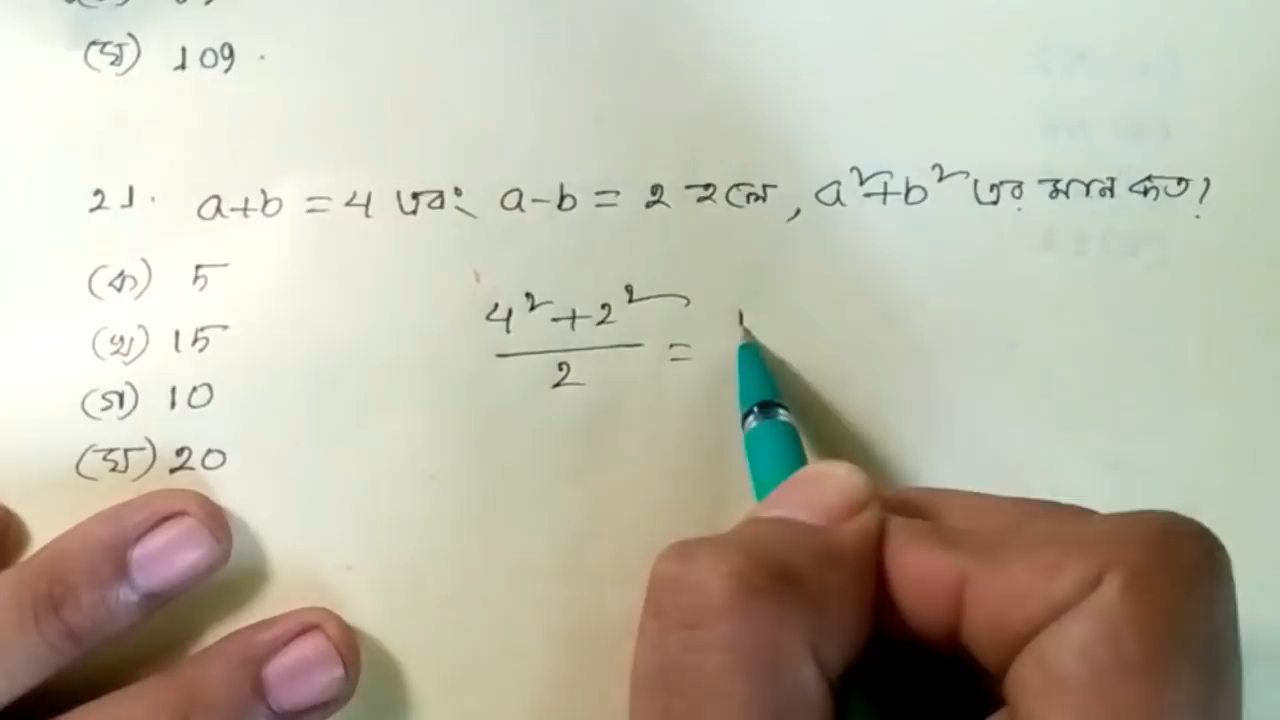 (ঘ) 109.
21. a+b = 4 এবং a-b = 2 হলে, a²+b² এর মান কত?
(ক) 5
(খ) 15
(গ) 10
(ঘ) 20
4²+2²
2
=